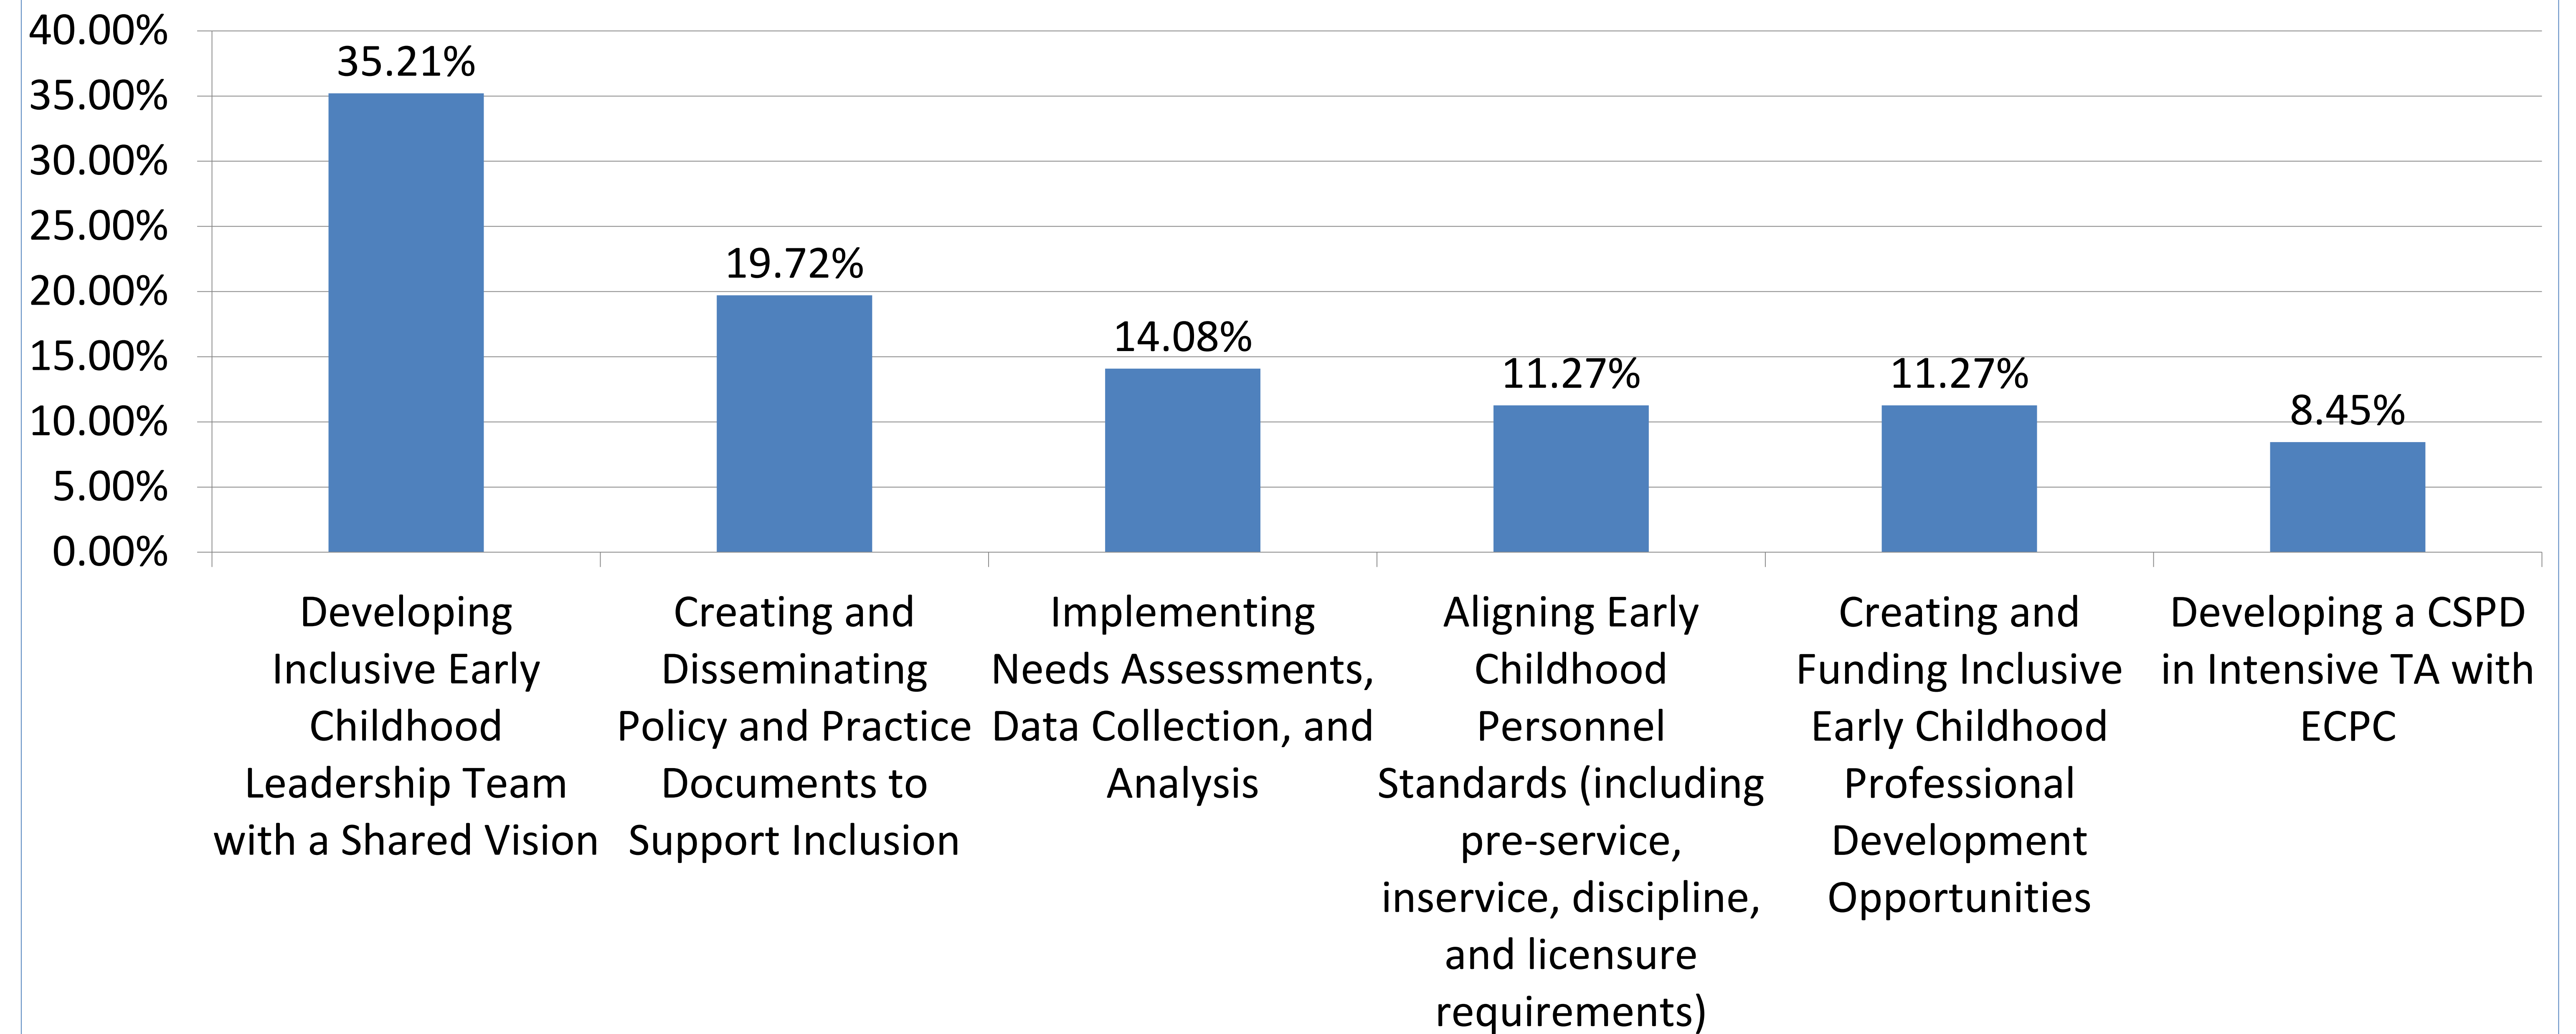 40.00%
35.00%
30.00%
25.00%
20.00%
15.00%
10.00%
5.00%
0.00%
35.21%
19.72%
14.08%
11.27%
11.27%
8.45%
Developing
Inclusive Early
Childhood
Leadership Team
with a Shared Vision
Creating and
Disseminating
Policy and Practice
Documents to
Support Inclusion
Implementing
Needs Assessments,
Data Collection, and
Analysis
Aligning Early
Childhood
Personnel
Standards (including
pre-service,
inservice, discipline,
and licensure
requirements)
Creating and
Funding Inclusive
Early Childhood
Professional
Development
Opportunities
Developing a CSPD
in Intensive TA with
ECPC